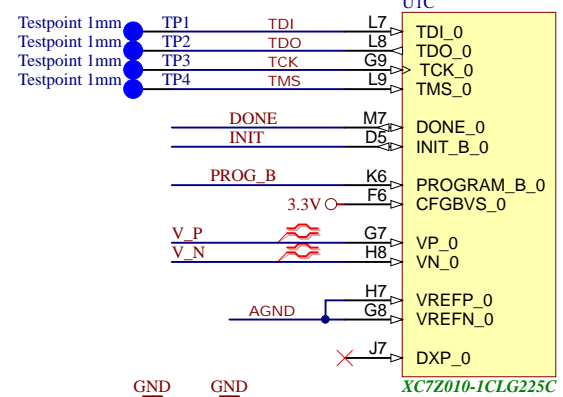 U1C
Testpoint 1mm TP1 TDI L7 TDI_0
Testpoint 1mm TP2 TDO L8 TDO_0
Testpoint 1mm TP3 TCK G9 TCK_0
Testpoint 1mm TP4 TMS L9 TMS_0
DONE M7 DONE_0
INIT D5 INIT_B_0
PROG_B K6 PROGRAM_B_0
3.3V F6 CFGBVS_0
V_P G7 VP_0
V_N H8 VN_0
H7 VREFP_0
AGND G8 VREFN_0
J7 DXP_0
GND GND XC7Z010-1CLG225C